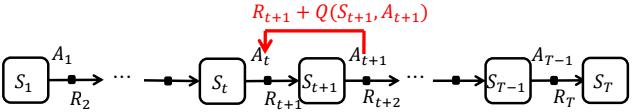 R_{t+1} + Q(S_{t+1}, A_{t+1})
A_1 A_t A_{t+1} A_{T−1}
S_1 ... S_t S_{t+1} ... S_{T−1} S_T
R_2 R_{t+1} R_{t+2} R_T